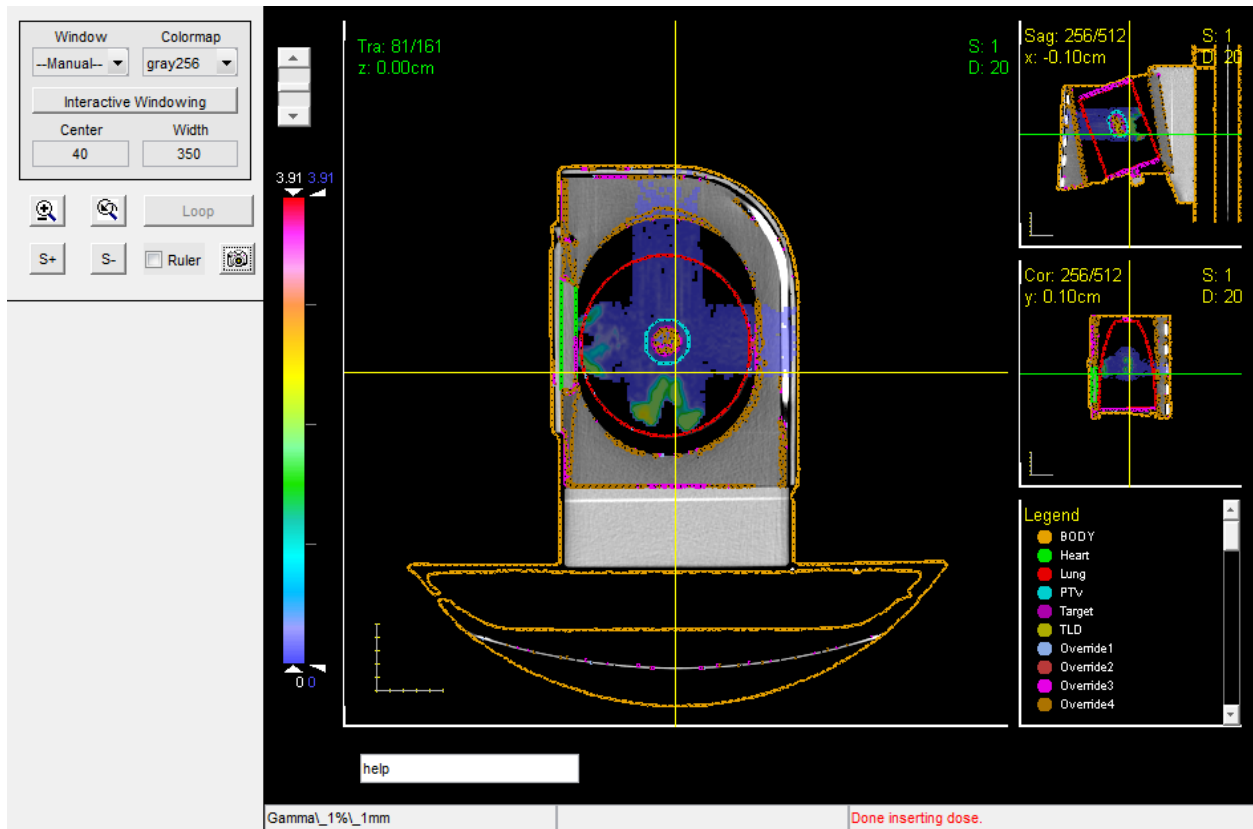 Window Colormap
--Manual-- gray256
Interactive Windowing
Center Width
40 350
Loop
S+ S- Ruler
3.91 3.91
0 0
Tra: 81/161 S: 1
z: 0.00cm D: 20
Sag: 256/512 S: 1
x: -0.10cm D: 20
Cor: 256/512 S: 1
y: 0.10cm D: 20
Legend
BODY
Heart
Lung
PTv
Target
TLD
Override1
Override2
Override3
Override4
help
Gamma\_1%\_1mm Done inserting dose.